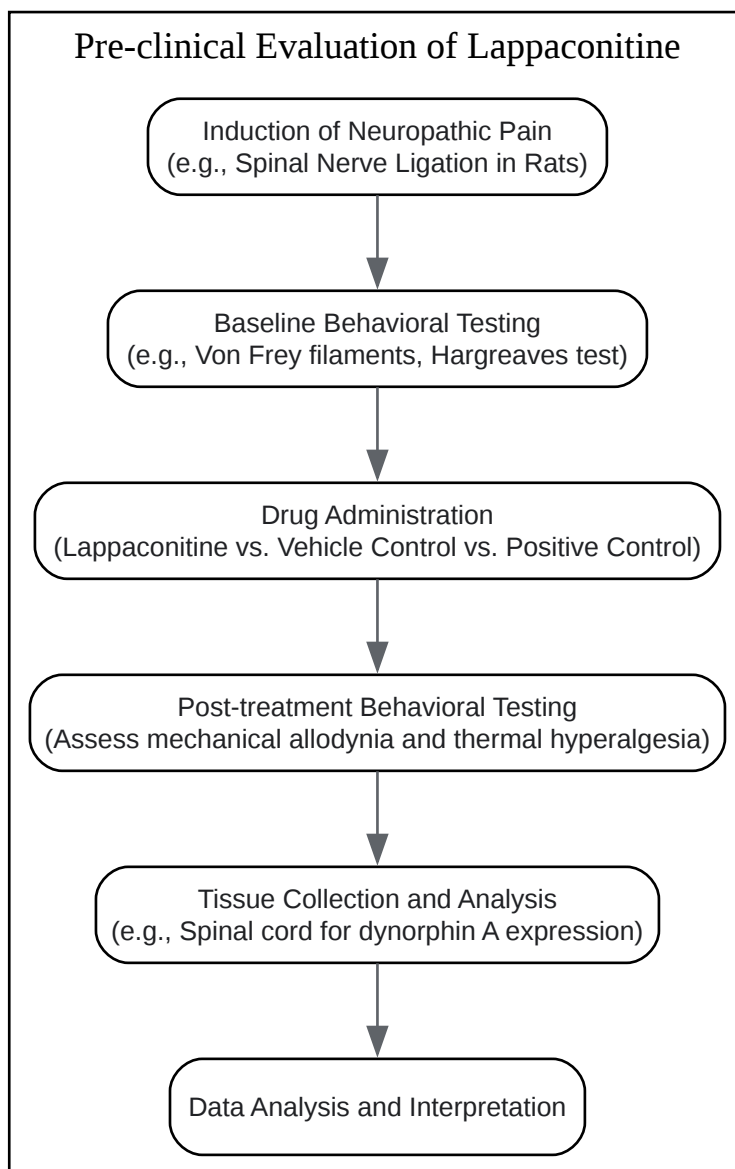 Pre-clinical Evaluation of Lappaconitine
Induction of Neuropathic Pain
(e.g., Spinal Nerve Ligation in Rats)
Baseline Behavioral Testing
(e.g., Von Frey filaments, Hargreaves test)
Drug Administration
(Lappaconitine vs. Vehicle Control vs. Positive Control)
Post-treatment Behavioral Testing
(Assess mechanical allodynia and thermal hyperalgesia)
Tissue Collection and Analysis
(e.g., Spinal cord for dynorphin A expression)
Data Analysis and Interpretation